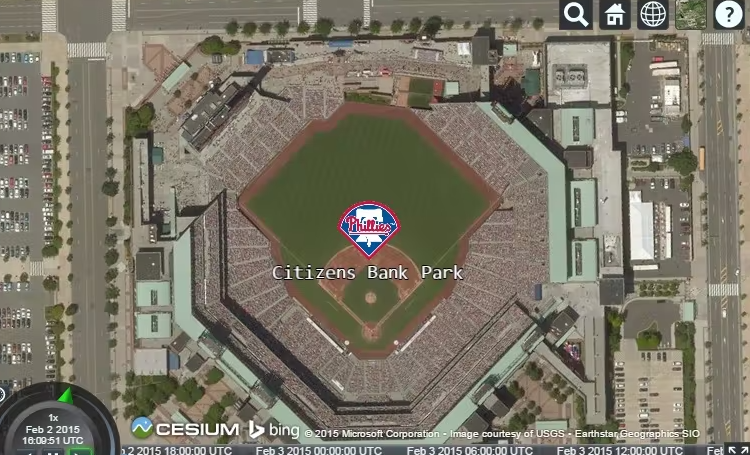 ?
Phillies
Citizens Bank Park
1x
Feb 2 2015
16:09:51 UTC
CESIUM bing © 2015 Microsoft Corporation • Image courtesy of USGS • Earthstar Geographics SIO
2 2015 18:00:00 UTC Feb 3 2015 00:00:00 UTC Feb 3 2015 06:00:00 UTC Feb 3 2015 12:00:00 UTC Feb